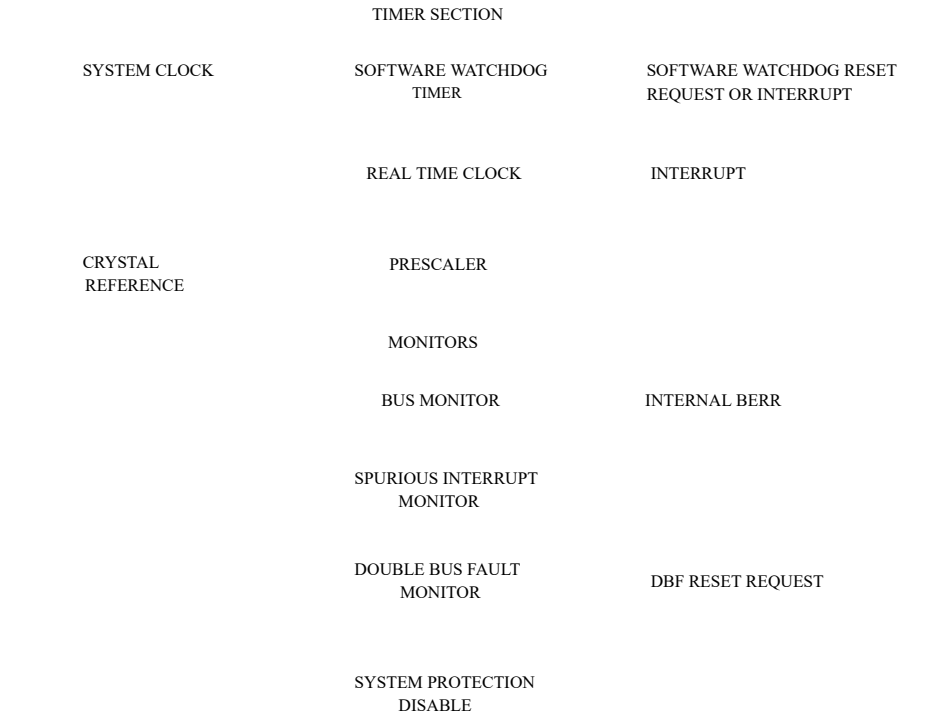 TIMER SECTION
SYSTEM CLOCK
SOFTWARE WATCHDOG
TIMER
SOFTWARE WATCHDOG RESET
REQUEST OR INTERRUPT
REAL TIME CLOCK
INTERRUPT
CRYSTAL
REFERENCE
PRESCALER
MONITORS
BUS MONITOR
INTERNAL BERR
SPURIOUS INTERRUPT
MONITOR
DOUBLE BUS FAULT
MONITOR
DBF RESET REQUEST
SYSTEM PROTECTION
DISABLE